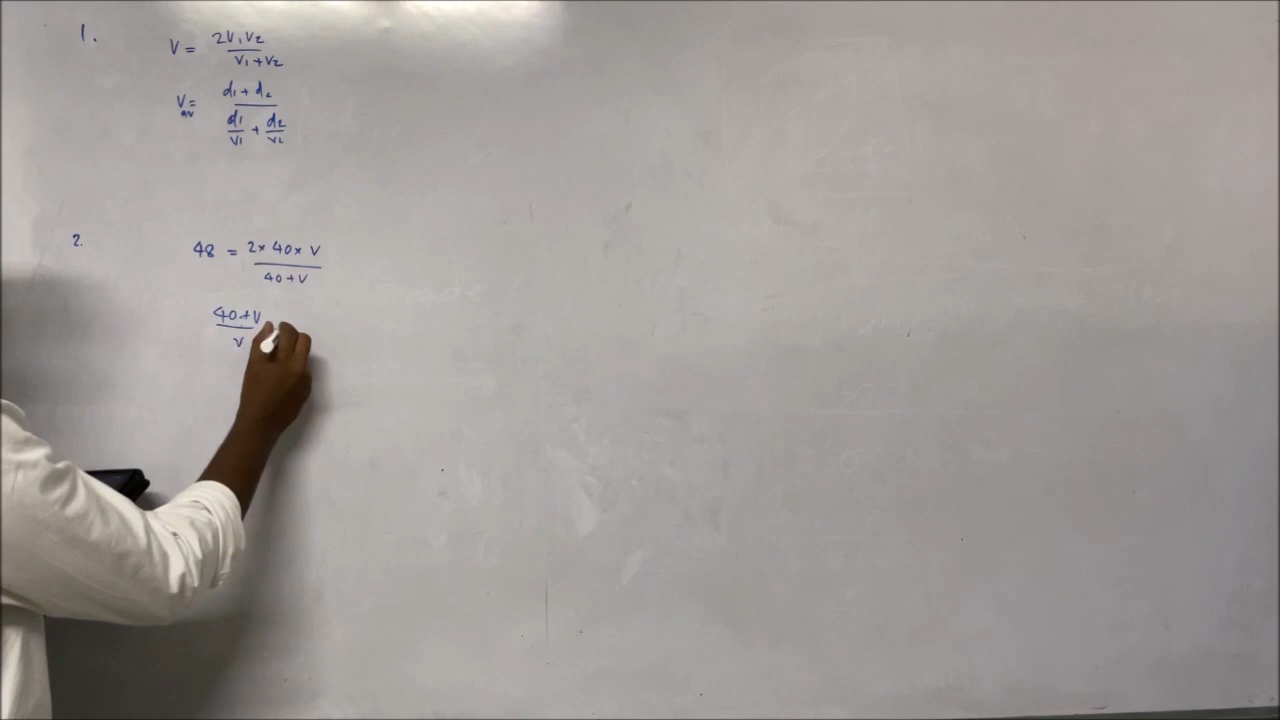 1.
V = 2V₁V₂ / V₁+V₂
V_av = d₁+d₂ / (d₁/V₁ + d₂/V₂)
2.
48 = 2×40×V / 40+V
40+V / V